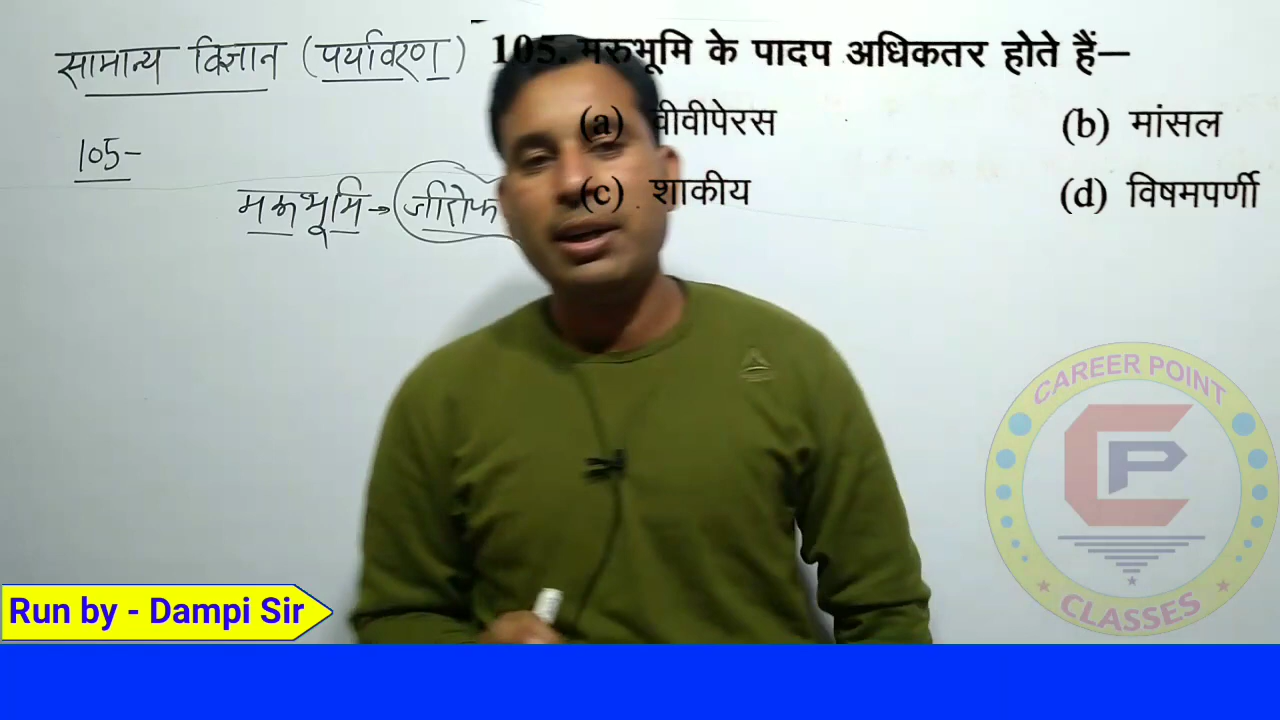 सामान्य विज्ञान (पर्यावरण)
105. मरुभूमि के पादप अधिकतर होते हैं—
(a) वीवीपेरस
(b) मांसल
(c) शाकीय
(d) विषमपर्णी
105-
मरुभूमि → जीरोफ
CAREER POINT
CP
CLASSES
Run by - Dampi Sir